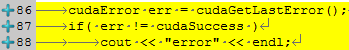 86 cudaError err = cudaGetLastError();
87 if( err != cudaSuccess )
88 cout << "error" << endl;